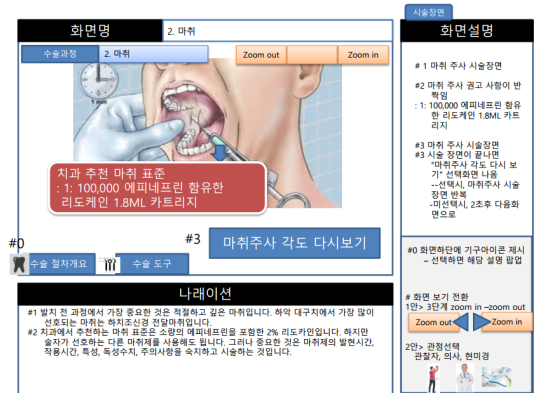 시술장면
화면명
2. 마취
화면설명
수술과정
2. 마취
Zoom out
Zoom in
1 min
치과 추천 마취 표준
: 1: 100,000 에피네프린 함유한
리도케인 1.8ML 카트리지
#0
#3
마취주사 각도 다시보기
수술 절차개요
수술 도구
# 1 마취 주사 시술장면
#2 마취 주사 권고 사항이 반
짝임
: 1: 100,000 에피네프린 함유
한 리도케인 1.8ML 카트
리지
#3 마취 주사 시술장면
#3 시술 장면이 끝나면
"마취주사 각도 다시 보
기" 선택화면 나옴
--선택시, 마취주사 시술
장면 반복
-미선택시, 2초후 다음화
면으로
#0 화면하단에 기구아이콘 제시
– 선택하면 해당 설명 팝업
# 화면 보기 전환
1안> 3단계 zoom in –zoom out
Zoom out
Zoom in
2안> 관점선택
관찰자, 의사, 현미경
나래이션
#1 발치 전 과정에서 가장 중요한 것은 적절하고 깊은 마취입니다. 하악 대구치에서 가장 많이
선호되는 마취는 하치조신경 전달마취입니다.
#2 치과에서 추천하는 마취 표준은 소량의 에피네프린을 포함한 2% 리도카인입니다. 하지만
술자가 선호하는 다른 마취제를 사용해도 됩니다. 그러나 중요한 것은 마취제의 발현시간,
작용시간, 특성, 독성수치, 주의사항을 숙지하고 시술하는 것입니다.